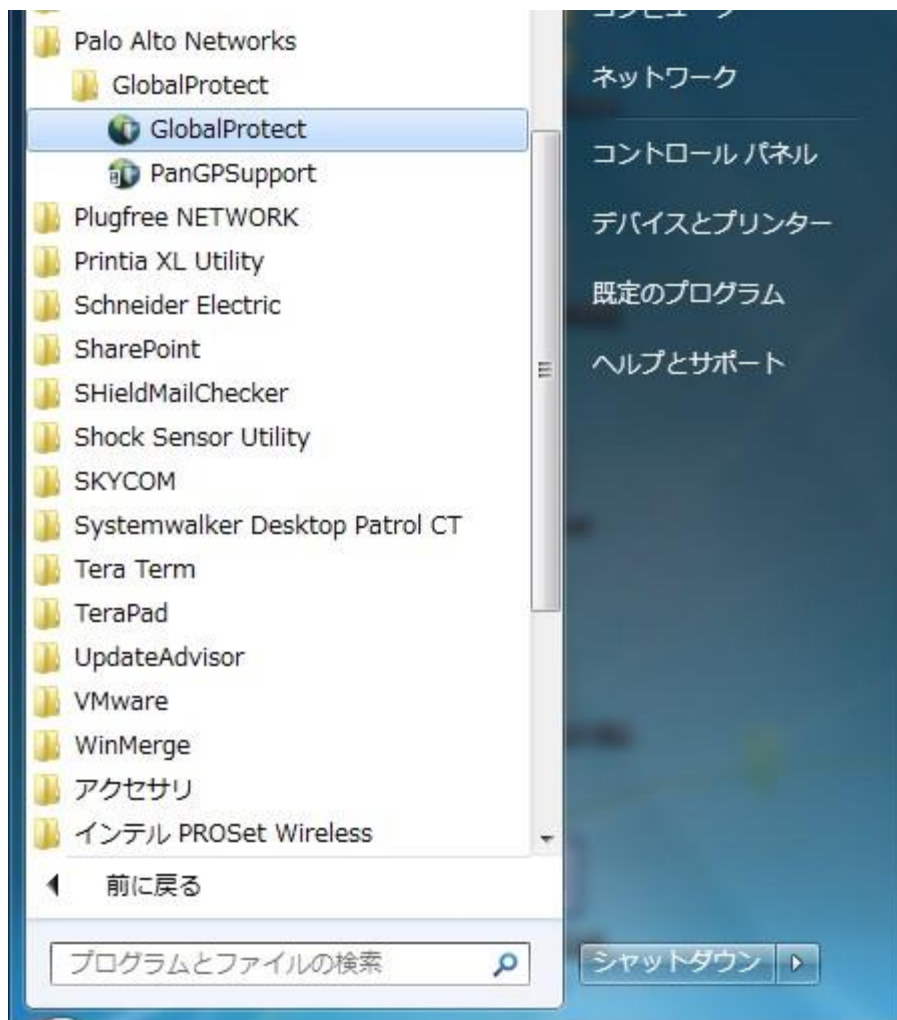 Palo Alto Networks
GlobalProtect
GlobalProtect
PanGPSupport
Plugfree NETWORK
Printia XL Utility
Schneider Electric
SharePoint
SHieldMailChecker
Shock Sensor Utility
SKYCOM
Systemwalker Desktop Patrol CT
Tera Term
TeraPad
UpdateAdvisor
VMware
WinMerge
アクセサリ
インテル PROSet Wireless
前に戻る
プログラムとファイルの検索
ネットワーク
コントロール パネル
デバイスとプリンター
既定のプログラム
ヘルプとサポート
シャットダウン